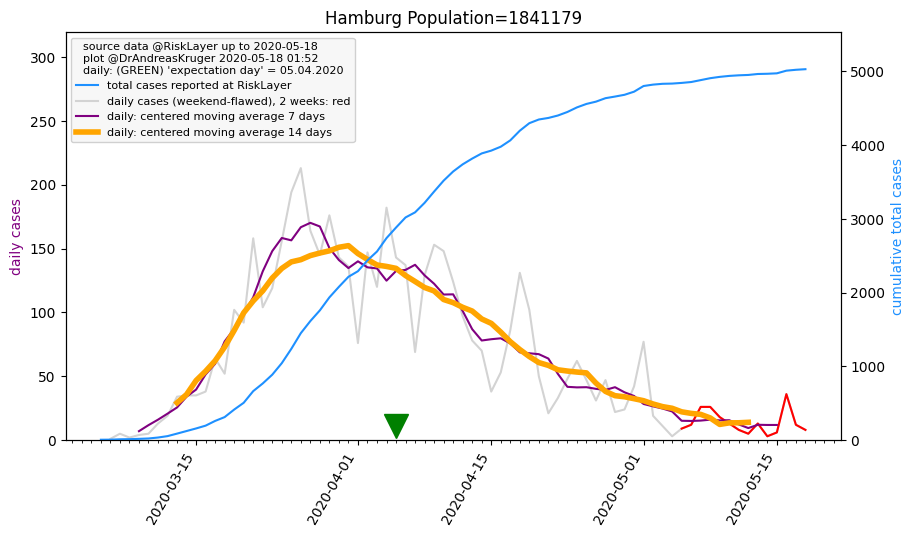 Hamburg Population=1841179
source data @RiskLayer up to 2020-05-18
plot @DrAndreasKruger 2020-05-18 01:52
daily: (GREEN) 'expectation day' = 05.04.2020
total cases reported at RiskLayer
daily cases (weekend-flawed), 2 weeks: red
daily: centered moving average 7 days
daily: centered moving average 14 days
daily cases
300
250
200
150
100
50
0
cumulative total cases
5000
4000
3000
2000
1000
0
2020-03-15
2020-04-01
2020-04-15
2020-05-01
2020-05-15